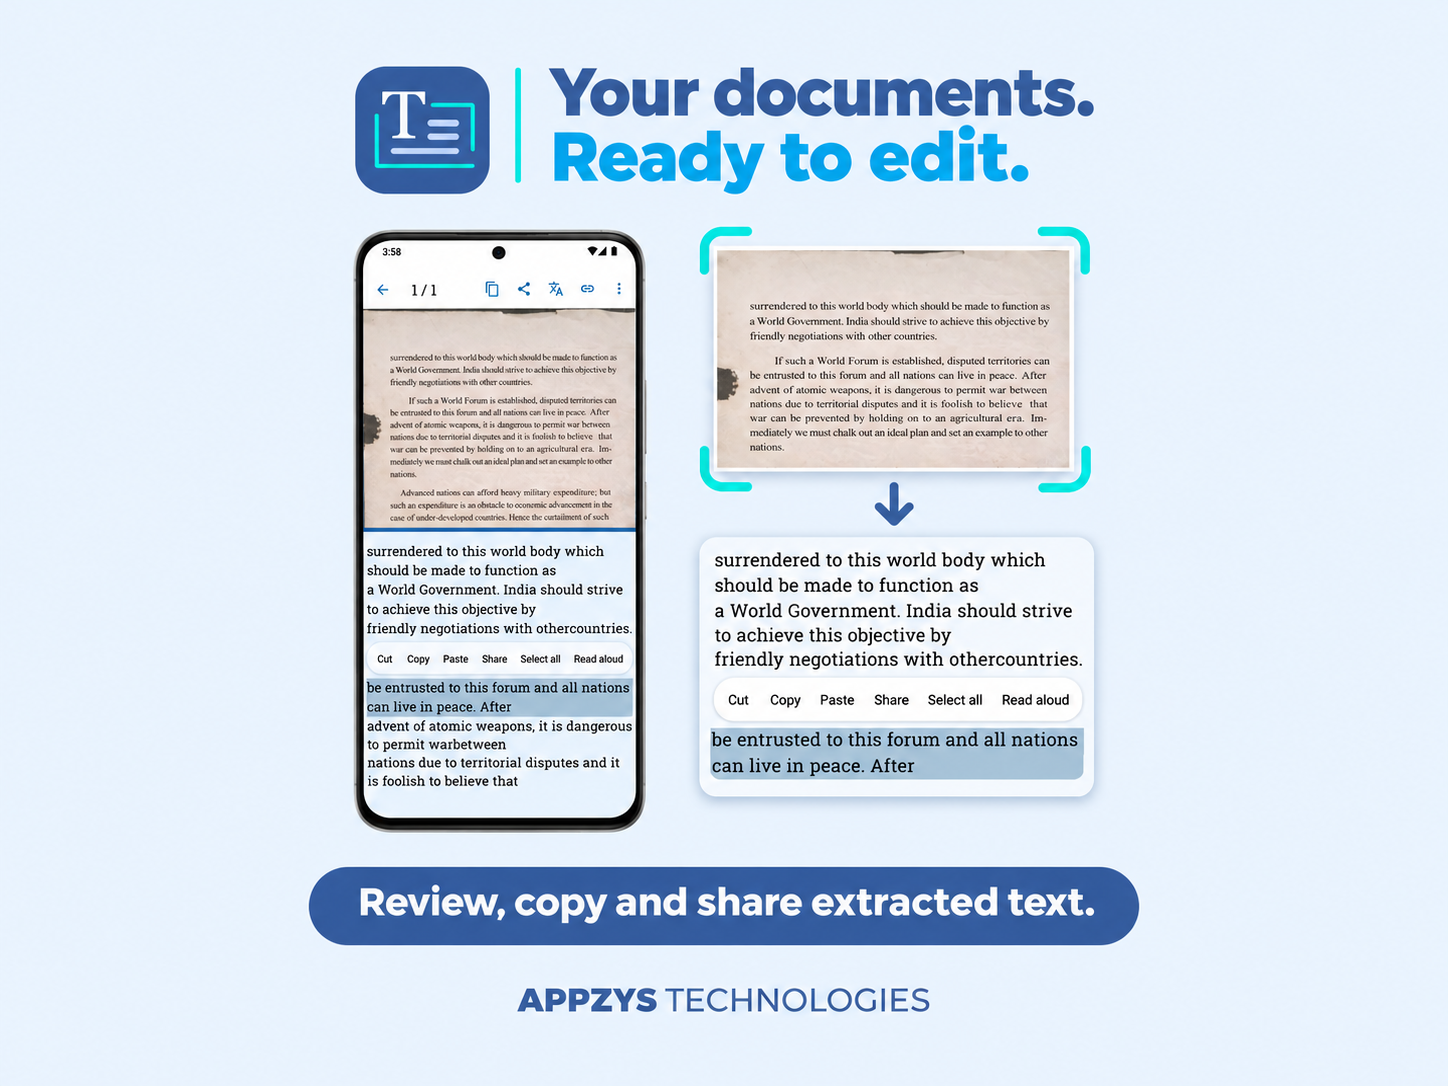 T
Your documents.
Ready to edit.
3:58
1 / 1
surrendered to this world body which should be made to function as
a World Government. India should strive to achieve this objective by
friendly negotiations with other countries.
If such a World Forum is established, disputed territories can
be entrusted to this forum and all nations can live in peace. After
advent of atomic weapons, it is dangerous to permit war between
nations due to territorial disputes and it is foolish to believe that
war can be prevented by holding on to an agricultural era. Im-
mediately we must chalk out an ideal plan and set an example to other
nations.
Advanced nations can afford heavy military expenditure; but
such an expenditure is an obstacle to economic advancement in the
case of under-developed countries. Hence the curtailment of such
surrendered to this world body which
should be made to function as
a World Government. India should strive
to achieve this objective by
friendly negotiations with othercountries.
Cut Copy Paste Share Select all Read aloud
be entrusted to this forum and all nations
can live in peace. After
advent of atomic weapons, it is dangerous
to permit warbetween
nations due to territorial disputes and it
is foolish to believe that
surrendered to this world body which should be made to function as
a World Government. India should strive to achieve this objective by
friendly negotiations with other countries.
If such a World Forum is established, disputed territories can
be entrusted to this forum and all nations can live in peace. After
advent of atomic weapons, it is dangerous to permit war between
nations due to territorial disputes and it is foolish to believe that
war can be prevented by holding on to an agricultural era. Im-
mediately we must chalk out an ideal plan and set an example to other
nations.
surrendered to this world body which
should be made to function as
a World Government. India should strive
to achieve this objective by
friendly negotiations with othercountries.
Cut Copy Paste Share Select all Read aloud
be entrusted to this forum and all nations
can live in peace. After
Review, copy and share extracted text.
APPZYS TECHNOLOGIES